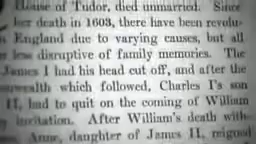 House of Tudor, died unmarried. Since
her death in 1603, there have been revolu-
England due to varying causes, but all
less disruptive of family memories. The
James I had his head cut off, and after the
which followed, Charles I's son
II, had to quit on the coming of William
invitation. After William's death with-
Anne, daughter of James II, reigned